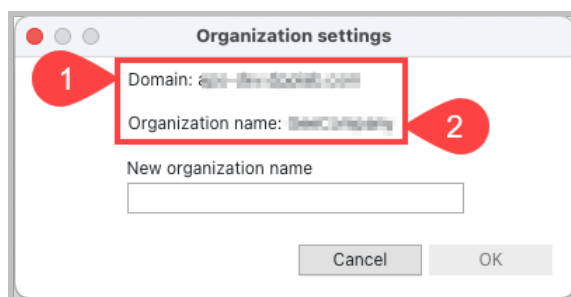 Organization settings
1
Domain:
Organization name:
2
New organization name
Cancel
OK